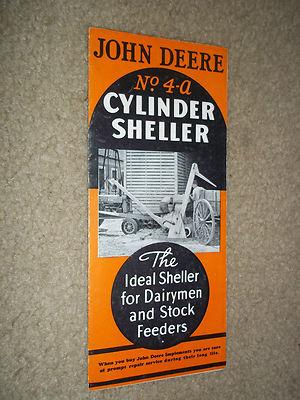 JOHN DEERE
No 4-a
CYLINDER
SHELLER
The
Ideal Sheller
for Dairymen
and Stock
Feeders
When you buy John Deere Implements you are sure
of prompt repair service during their long life.